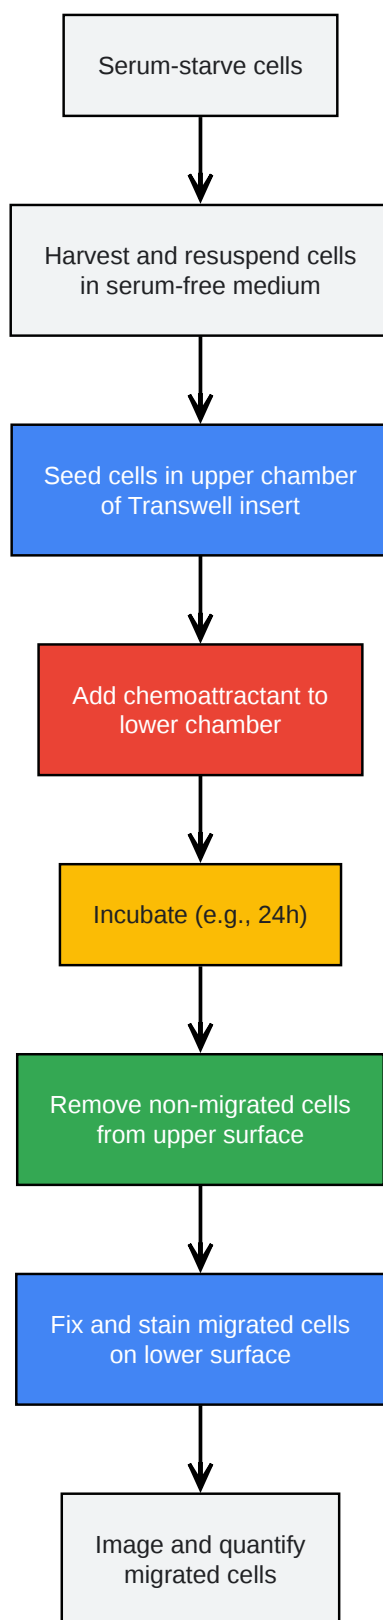 Serum-starve cells
Harvest and resuspend cells
in serum-free medium
Seed cells in upper chamber
of Transwell insert
Add chemoattractant to
lower chamber
Incubate (e.g., 24h)
Remove non-migrated cells
from upper surface
Fix and stain migrated cells
on lower surface
Image and quantify
migrated cells